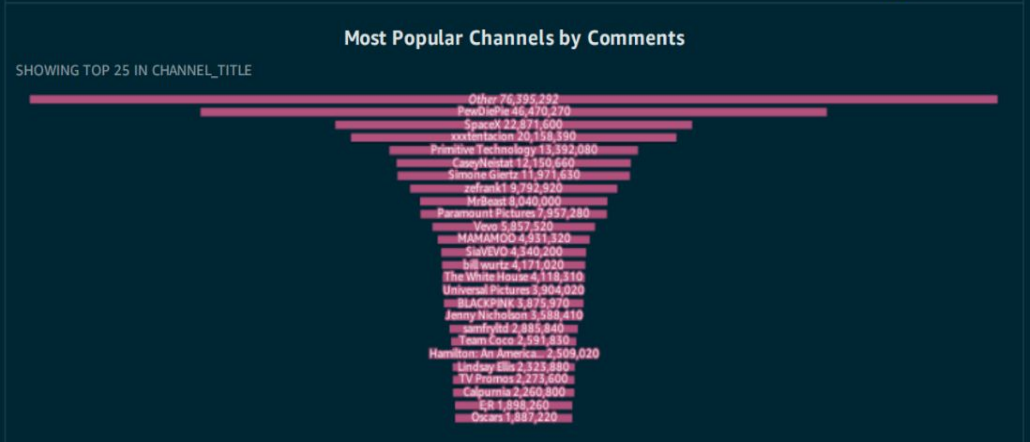 Most Popular Channels by Comments
SHOWING TOP 25 IN CHANNEL_TITLE
Other 76,395,292
PewDiePie 46,470,270
SpaceX 22,871,600
xxxtentacion 20,158,390
Primitive Technology 13,392,080
CaseyNeistat 12,150,660
Simone Giertz 11,971,630
zefrank1 9,792,920
MrBeast 8,040,000
Paramount Pictures 7,957,280
Vevo 5,857,520
MAMAMOO 4,931,320
SiaVEVO 4,340,200
bill wurtz 4,171,020
The White House 4,118,310
Universal Pictures 3,904,020
BLACKPINK 3,875,970
Jenny Nicholson 3,588,410
samfryltd 2,885,840
Team Coco 2,591,830
Hamilton: An America... 2,509,020
Lindsay Ellis 2,323,880
TV Promos 2,273,600
Calpurnia 2,260,800
E;R 1,898,260
Oscars 1,887,220